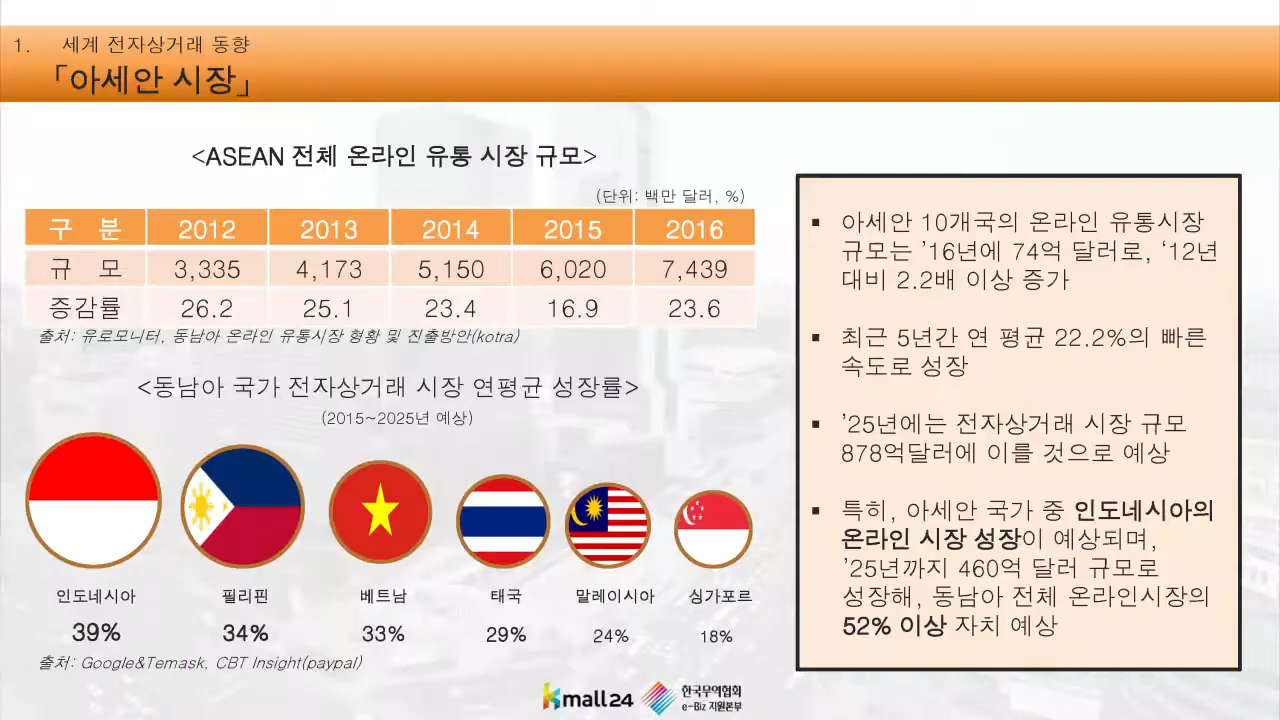 1. 세계 전자상거래 동향
「아세안 시장」
<ASEAN 전체 온라인 유통 시장 규모>
(단위: 백만 달러, %)
구 분 2012 2013 2014 2015 2016
규 모 3,335 4,173 5,150 6,020 7,439
증감률 26.2 25.1 23.4 16.9 23.6
출처: 유로모니터, 동남아 온라인 유통시장 형황 및 진출방안(kotra)
<동남아 국가 전자상거래 시장 연평균 성장률>
(2015~2025년 예상)
인도네시아 필리핀 베트남 태국 말레이시아 싱가포르
39% 34% 33% 29% 24% 18%
출처: Google&Temask, CBT Insight(paypal)
▪ 아세안 10개국의 온라인 유통시장
규모는 ’16년에 74억 달러로, ‘12년
대비 2.2배 이상 증가
▪ 최근 5년간 연 평균 22.2%의 빠른
속도로 성장
▪ ’25년에는 전자상거래 시장 규모
878억달러에 이를 것으로 예상
▪ 특히, 아세안 국가 중 인도네시아의
온라인 시장 성장이 예상되며,
’25년까지 460억 달러 규모로
성장해, 동남아 전체 온라인시장의
52% 이상 자치 예상
Kmall24 한국무역협회
e-Biz 지원본부